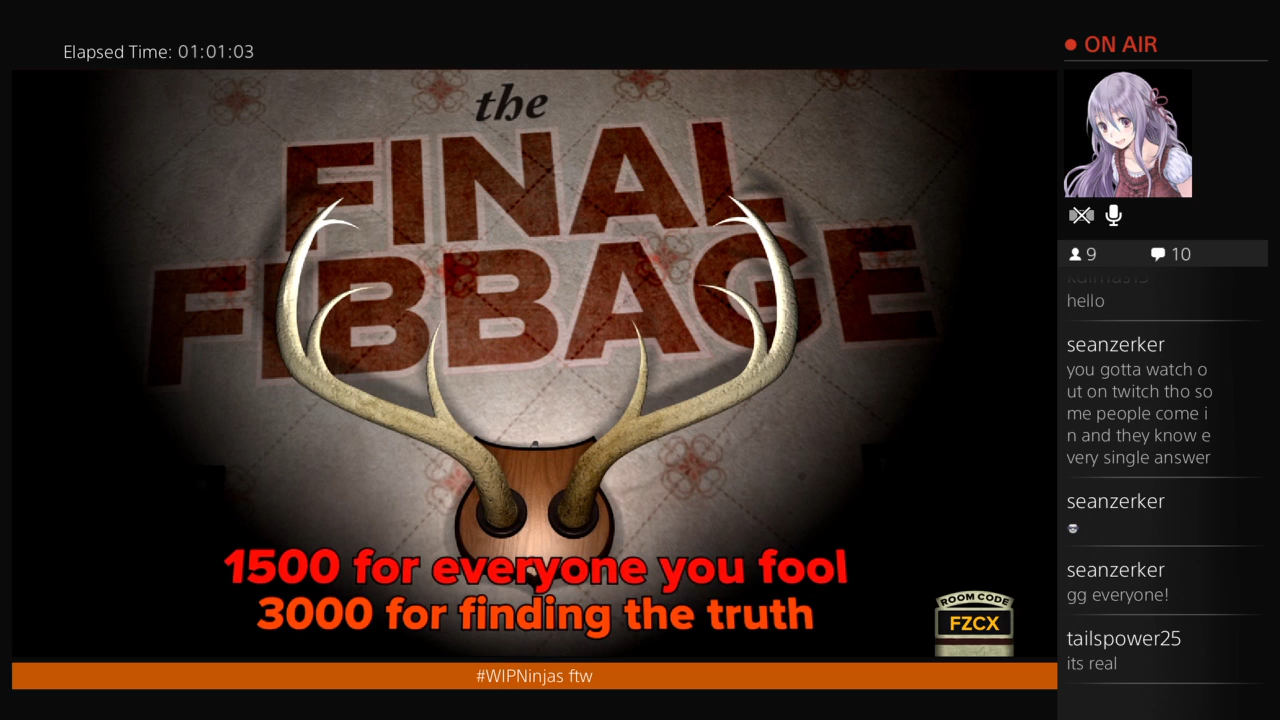 Elapsed Time: 01:01:03
ON AIR
the
FINAL
FIBBAGE
1500 for everyone you fool
3000 for finding the truth
ROOM CODE
FZCX
#WIPNinjas ftw
9
10
hello
seanzerker
you gotta watch o
ut on twitch tho so
me people come i
n and they know e
very single answer
seanzerker
seanzerker
gg everyone!
tailspower25
its real